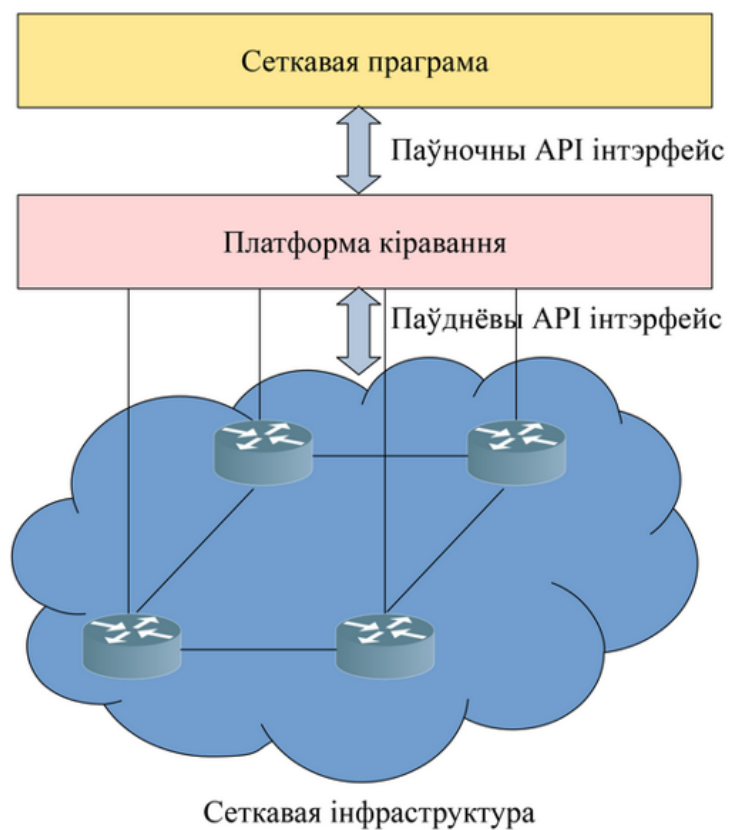 Сеткавая праграма
Паўночны API інтэрфейс
Платформа кіравання
Паўднёвы API інтэрфейс
Сеткавая інфраструктура